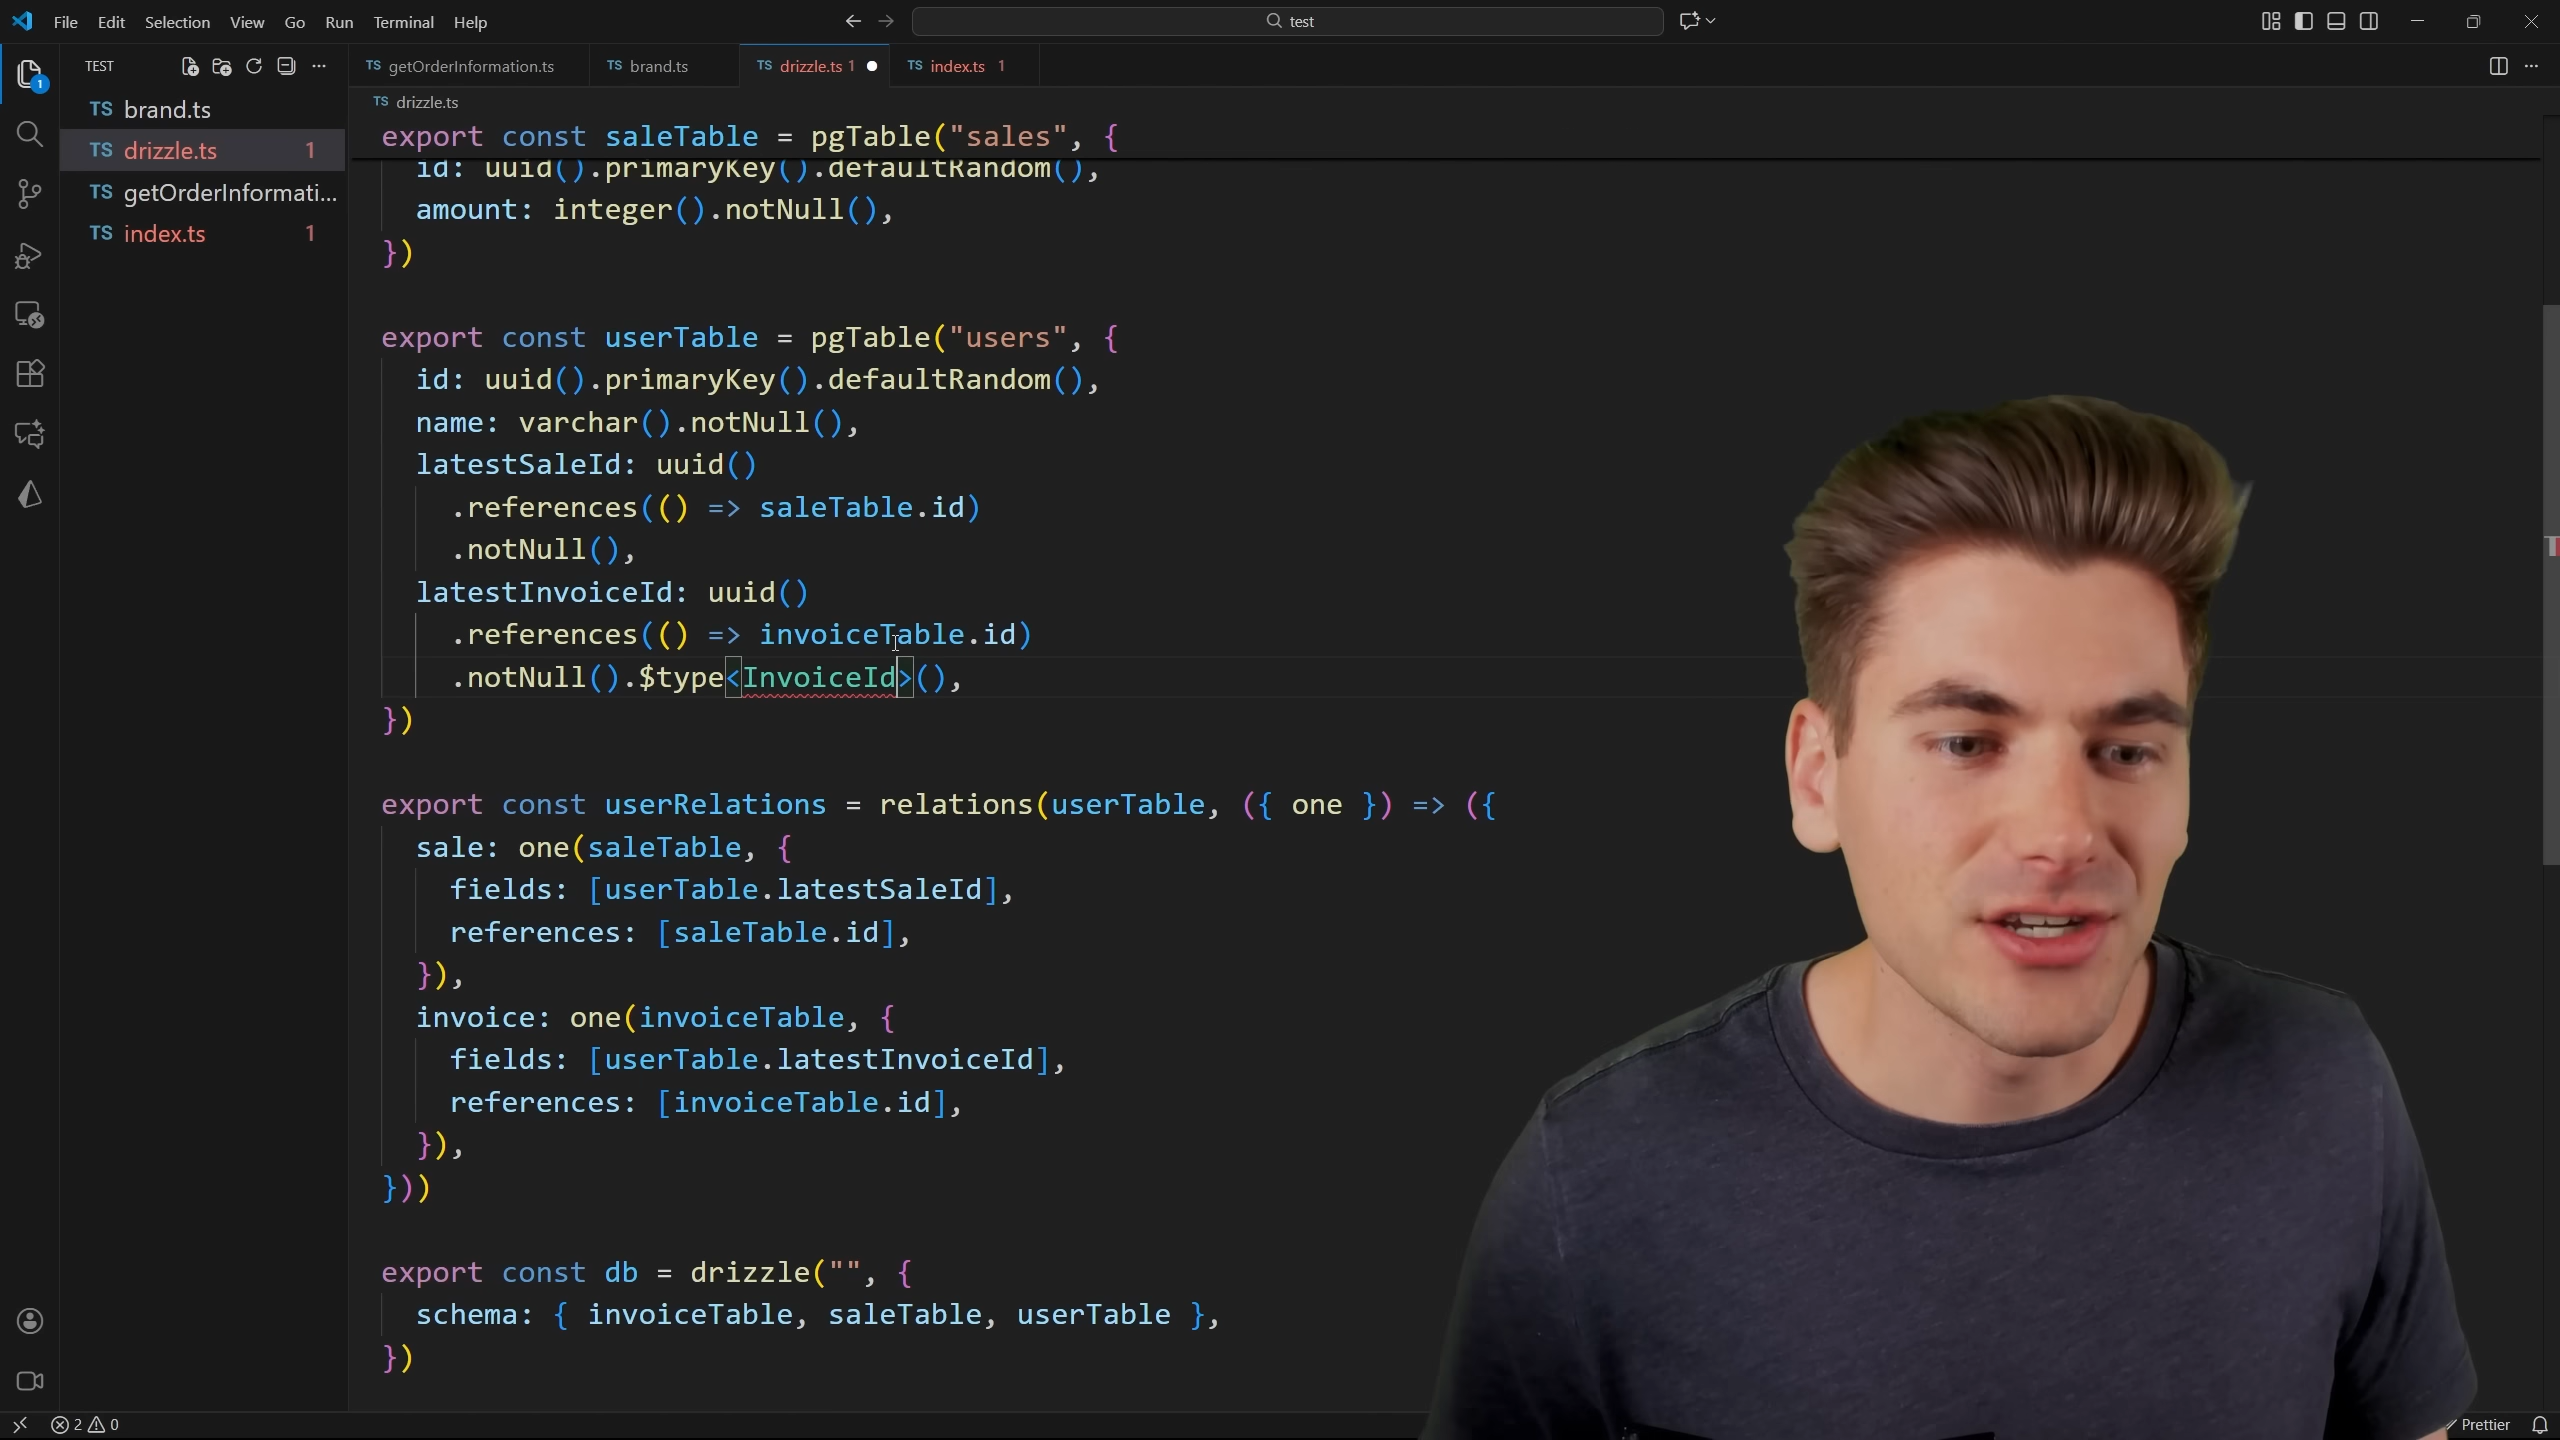 File Edit Selection View Go Run Terminal Help
test
TEST
getOrderInformation.ts
brand.ts
drizzle.ts 1
index.ts 1
TS brand.ts
TS drizzle.ts 1
TS getOrderInformati...
TS index.ts 1
1
TS drizzle.ts
export const saleTable = pgTable("sales", {
id: uuid().primaryKey().defaultRandom(),
amount: integer().notNull(),
})
export const userTable = pgTable("users", {
id: uuid().primaryKey().defaultRandom(),
name: varchar().notNull(),
latestSaleId: uuid()
.references(() => saleTable.id)
.notNull(),
latestInvoiceId: uuid()
.references(() => invoiceTable.id)
.notNull().$type<InvoiceId>(),
})
export const userRelations = relations(userTable, ({ one }) => ({
sale: one(saleTable, {
fields: [userTable.latestSaleId],
references: [saleTable.id],
}),
invoice: one(invoiceTable, {
fields: [userTable.latestInvoiceId],
references: [invoiceTable.id],
}),
}))
export const db = drizzle("", {
schema: { invoiceTable, saleTable, userTable },
})
2 0
Prettier